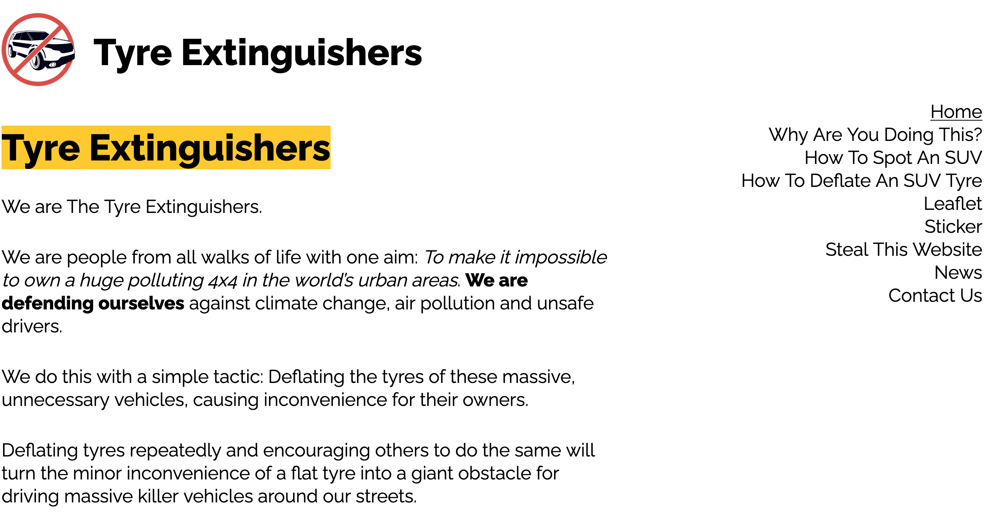 Tyre Extinguishers
Home
Why Are You Doing This?
How To Spot An SUV
How To Deflate An SUV Tyre
Leaflet
Sticker
Steal This Website
News
Contact Us
Tyre Extinguishers
We are The Tyre Extinguishers.
We are people from all walks of life with one aim: To make it impossible
to own a huge polluting 4x4 in the world’s urban areas. We are
defending ourselves against climate change, air pollution and unsafe
drivers.
We do this with a simple tactic: Deflating the tyres of these massive,
unnecessary vehicles, causing inconvenience for their owners.
Deflating tyres repeatedly and encouraging others to do the same will
turn the minor inconvenience of a flat tyre into a giant obstacle for
driving massive killer vehicles around our streets.